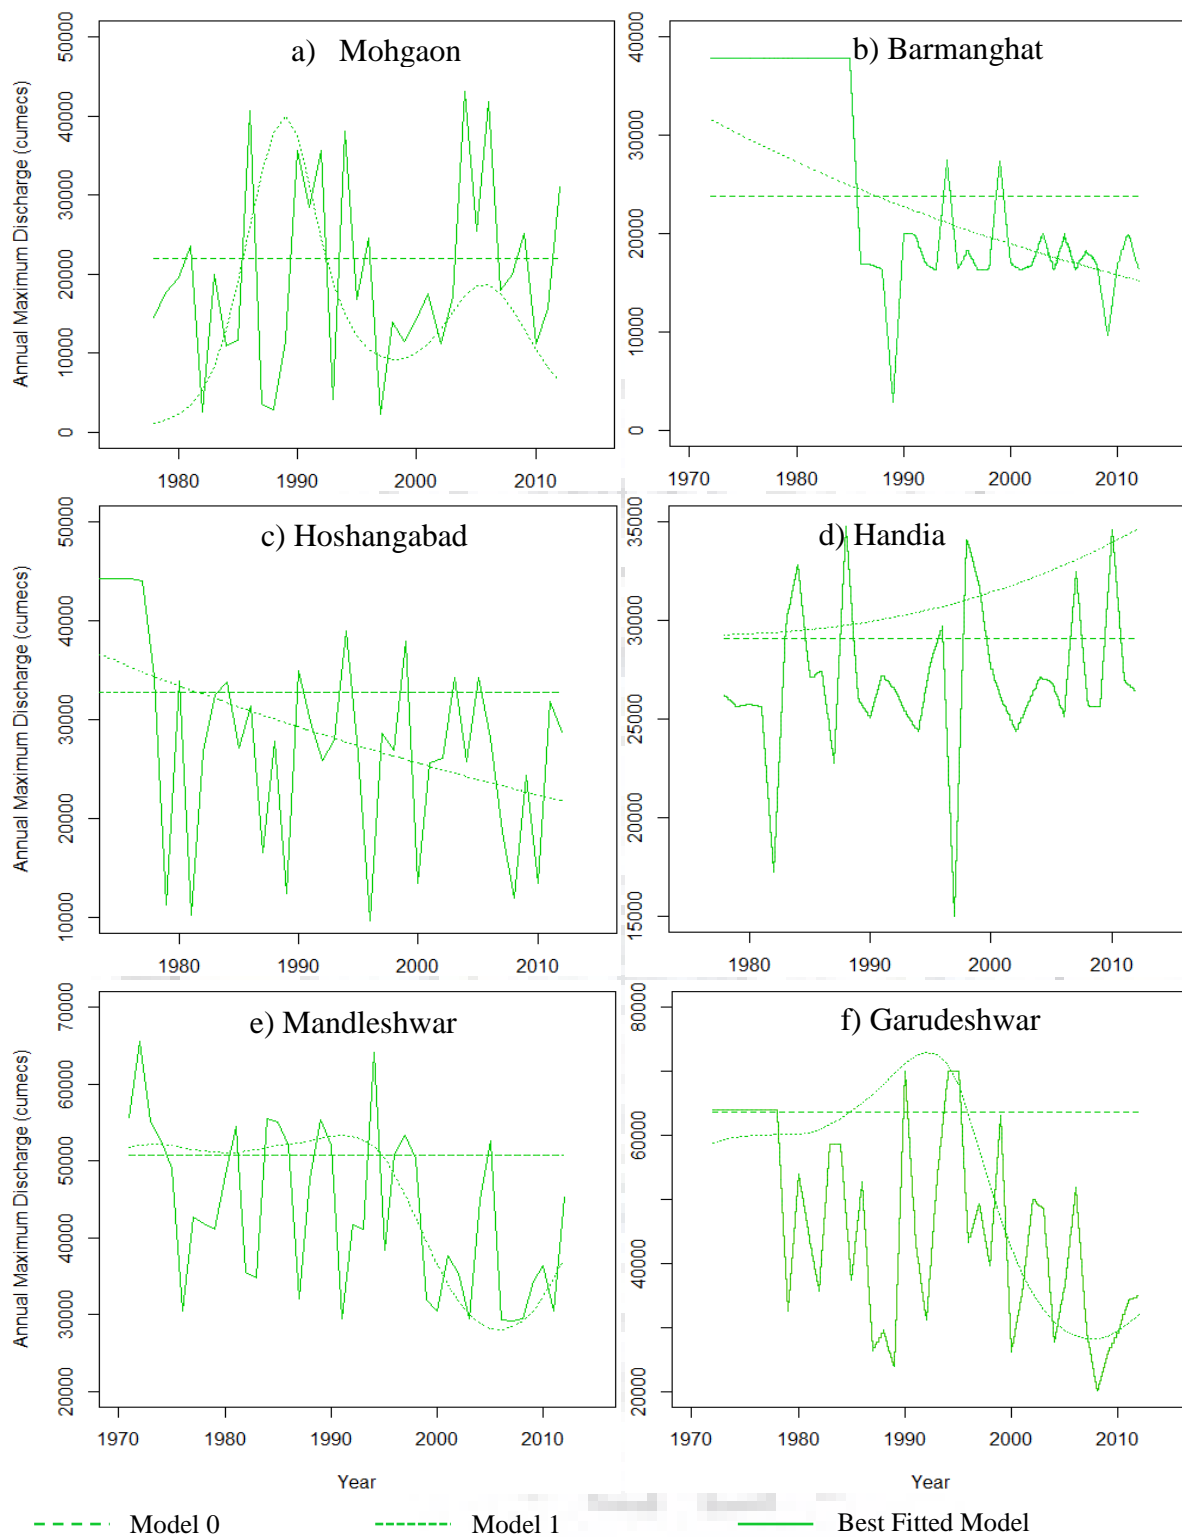 a) Mohgaon
Annual Maximum Discharge (cumecs)
50000
40000
30000
20000
10000
0
1980 1990 2000 2010
b) Barmanghat
40000
30000
20000
10000
0
1970 1980 1990 2000 2010
c) Hoshangabad
Annual Maximum Discharge (cumecs)
50000
40000
30000
20000
10000
1980 1990 2000 2010
d) Handia
35000
30000
25000
20000
15000
1980 1990 2000 2010
e) Mandleshwar
Annual Maximum Discharge (cumecs)
70000
60000
50000
40000
30000
20000
1970 1980 1990 2000 2010
Year
f) Garudeshwar
80000
60000
40000
20000
1970 1980 1990 2000 2010
Year
Model 0 Model 1 Best Fitted Model